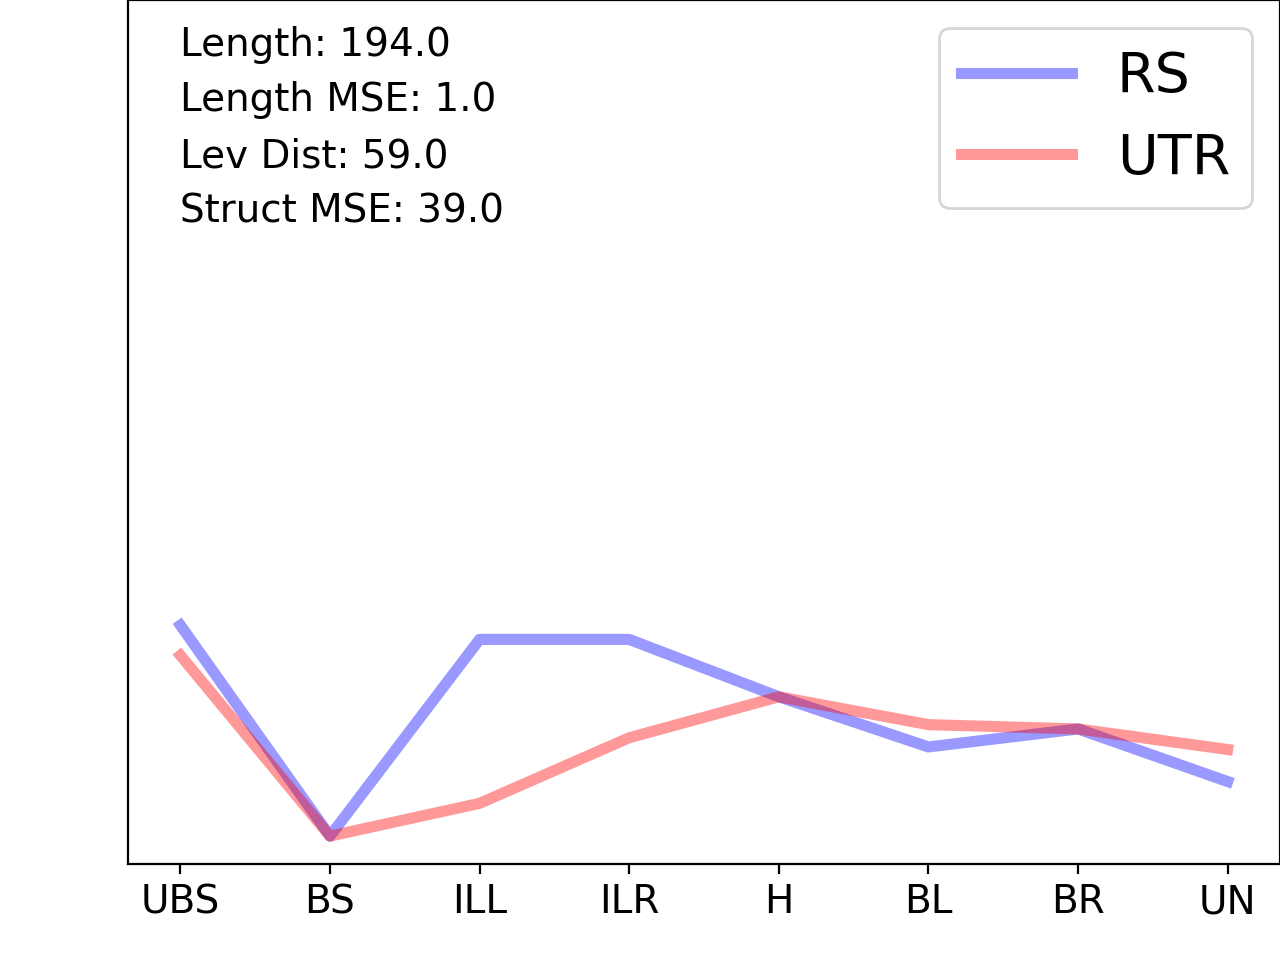 Length: 194.0
Length MSE: 1.0
Lev Dist: 59.0
Struct MSE: 39.0
RS
UTR
UBS BS ILL ILR H BL BR UN